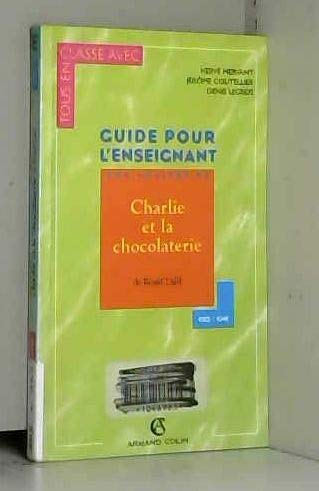 TOUS EN
CLASSE AVEC
HERVÉ MERMANT
JÉRÔME COUTELLIER
DENIS LEGROS
GUIDE POUR
L'ENSEIGNANT
Charlie
et la
chocolaterie
de Roald Dahl
ARMAND COLIN